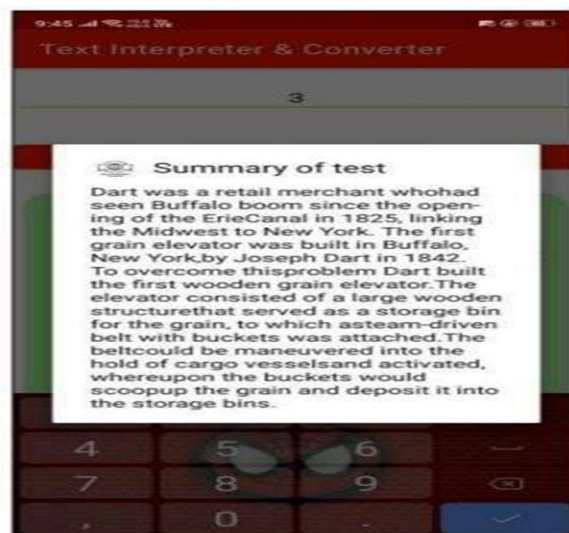 9:45
Text Interpreter & Converter
3
Summary of test
Dart was a retail merchant whohad
seen Buffalo boom since the open-
ing of the ErieCanal in 1825, linking
the Midwest to New York. The first
grain elevator was built in Buffalo,
New York,by Joseph Dart in 1842.
To overcome thisproblem Dart built
the first wooden grain elevator.The
elevator consisted of a large wooden
structurethat served as a storage bin
for the grain, to which asteam-driven
belt with buckets was attached.The
beltcould be maneuvered into the
hold of cargo vesselsand activated,
whereupon the buckets would
scoopup the grain and deposit it into
the storage bins.
4 5 6
7 8 9
, 0 .